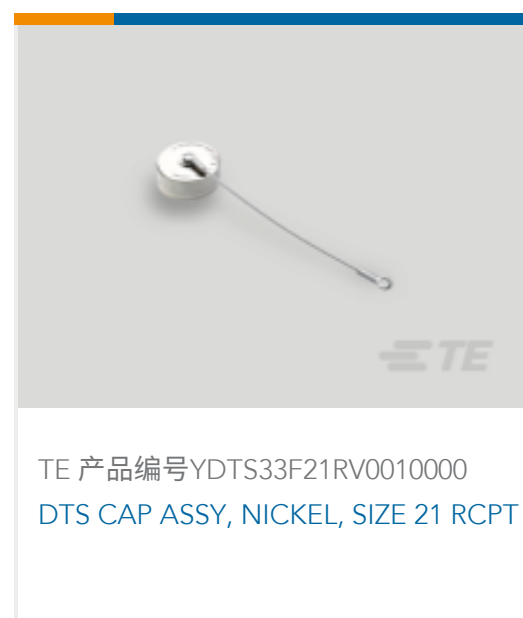 TE
TE 产品编号YDTS33F21RV0010000
DTS CAP ASSY, NICKEL, SIZE 21 RCPT